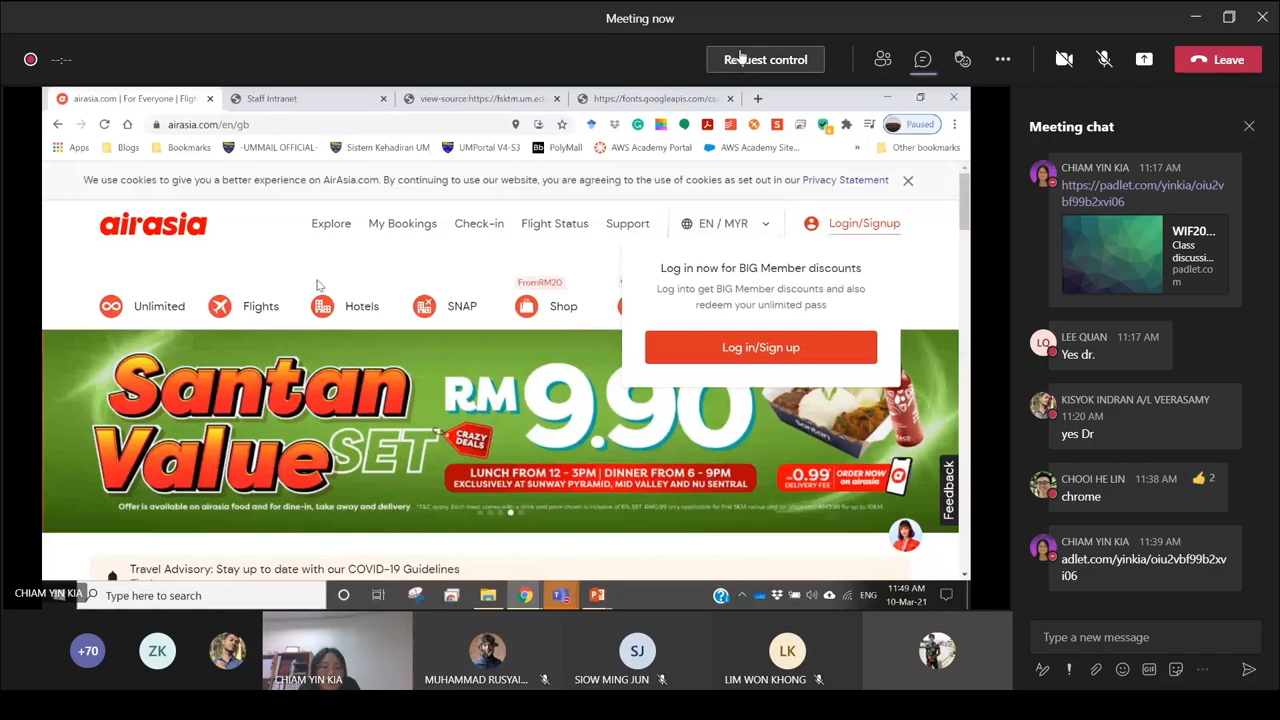 Meeting now
--:--
Request control
Leave
airasia.com | For Everyone | Fligh
Staff Intranet
view-source:https://fsktm.um.ed
https://fonts.googleapis.com/cs
airasia.com/en/gb
Paused
Apps
Blogs
Bookmarks
-UMMAIL OFFICIAL-
Sistem Kehadiran UM
UMPortal V4-S3
Bb PolyMall
AWS Academy Portal
AWS Academy Site...
»
Other bookmarks
We use cookies to give you a better experience on AirAsia.com. By continuing to use our website, you are agreeing to the use of cookies as set out in our Privacy Statement
airasia
Explore
My Bookings
Check-in
Flight Status
Support
EN / MYR
Login/Signup
Log in now for BIG Member discounts
Log into get BIG Member discounts and also
redeem your unlimited pass
Log in/Sign up
FromRM20
Unlimited
Flights
Hotels
SNAP
Shop
Santan
Value SET
CRAZY
DEALS
RM 9.90
LUNCH FROM 12 - 3PM | DINNER FROM 6 - 9PM
EXCLUSIVELY AT SUNWAY PYRAMID, MID VALLEY AND NU SENTRAL
RM 0.99*
DELIVERY FEE
ORDER NOW
on airasia
Offer is available on airasia food and for dine-in, take away and delivery
Feedback
Travel Advisory: Stay up to date with our COVID-19 Guidelines
CHIAM YIN KIA
Type here to search
ENG
11:49 AM
10-Mar-21
+70
ZK
CHIAM YIN KIA
MUHAMMAD RUSYAI...
SJ
SIOW MING JUN
LK
LIM WON KHONG
Meeting chat
CHIAM YIN KIA 11:17 AM
https://padlet.com/yinkia/oiu2v
bf99b2xvi06
WIF20...
Class
discussi...
padlet.co
m
LO
LEE QUAN 11:17 AM
Yes dr.
KISYOK INDRAN A/L VEERASAMY
11:20 AM
yes Dr
CHOOI HE LIN 11:38 AM
2
chrome
CHIAM YIN KIA 11:39 AM
adlet.com/yinkia/oiu2vbf99b2xv
i06
Type a new message
GIF